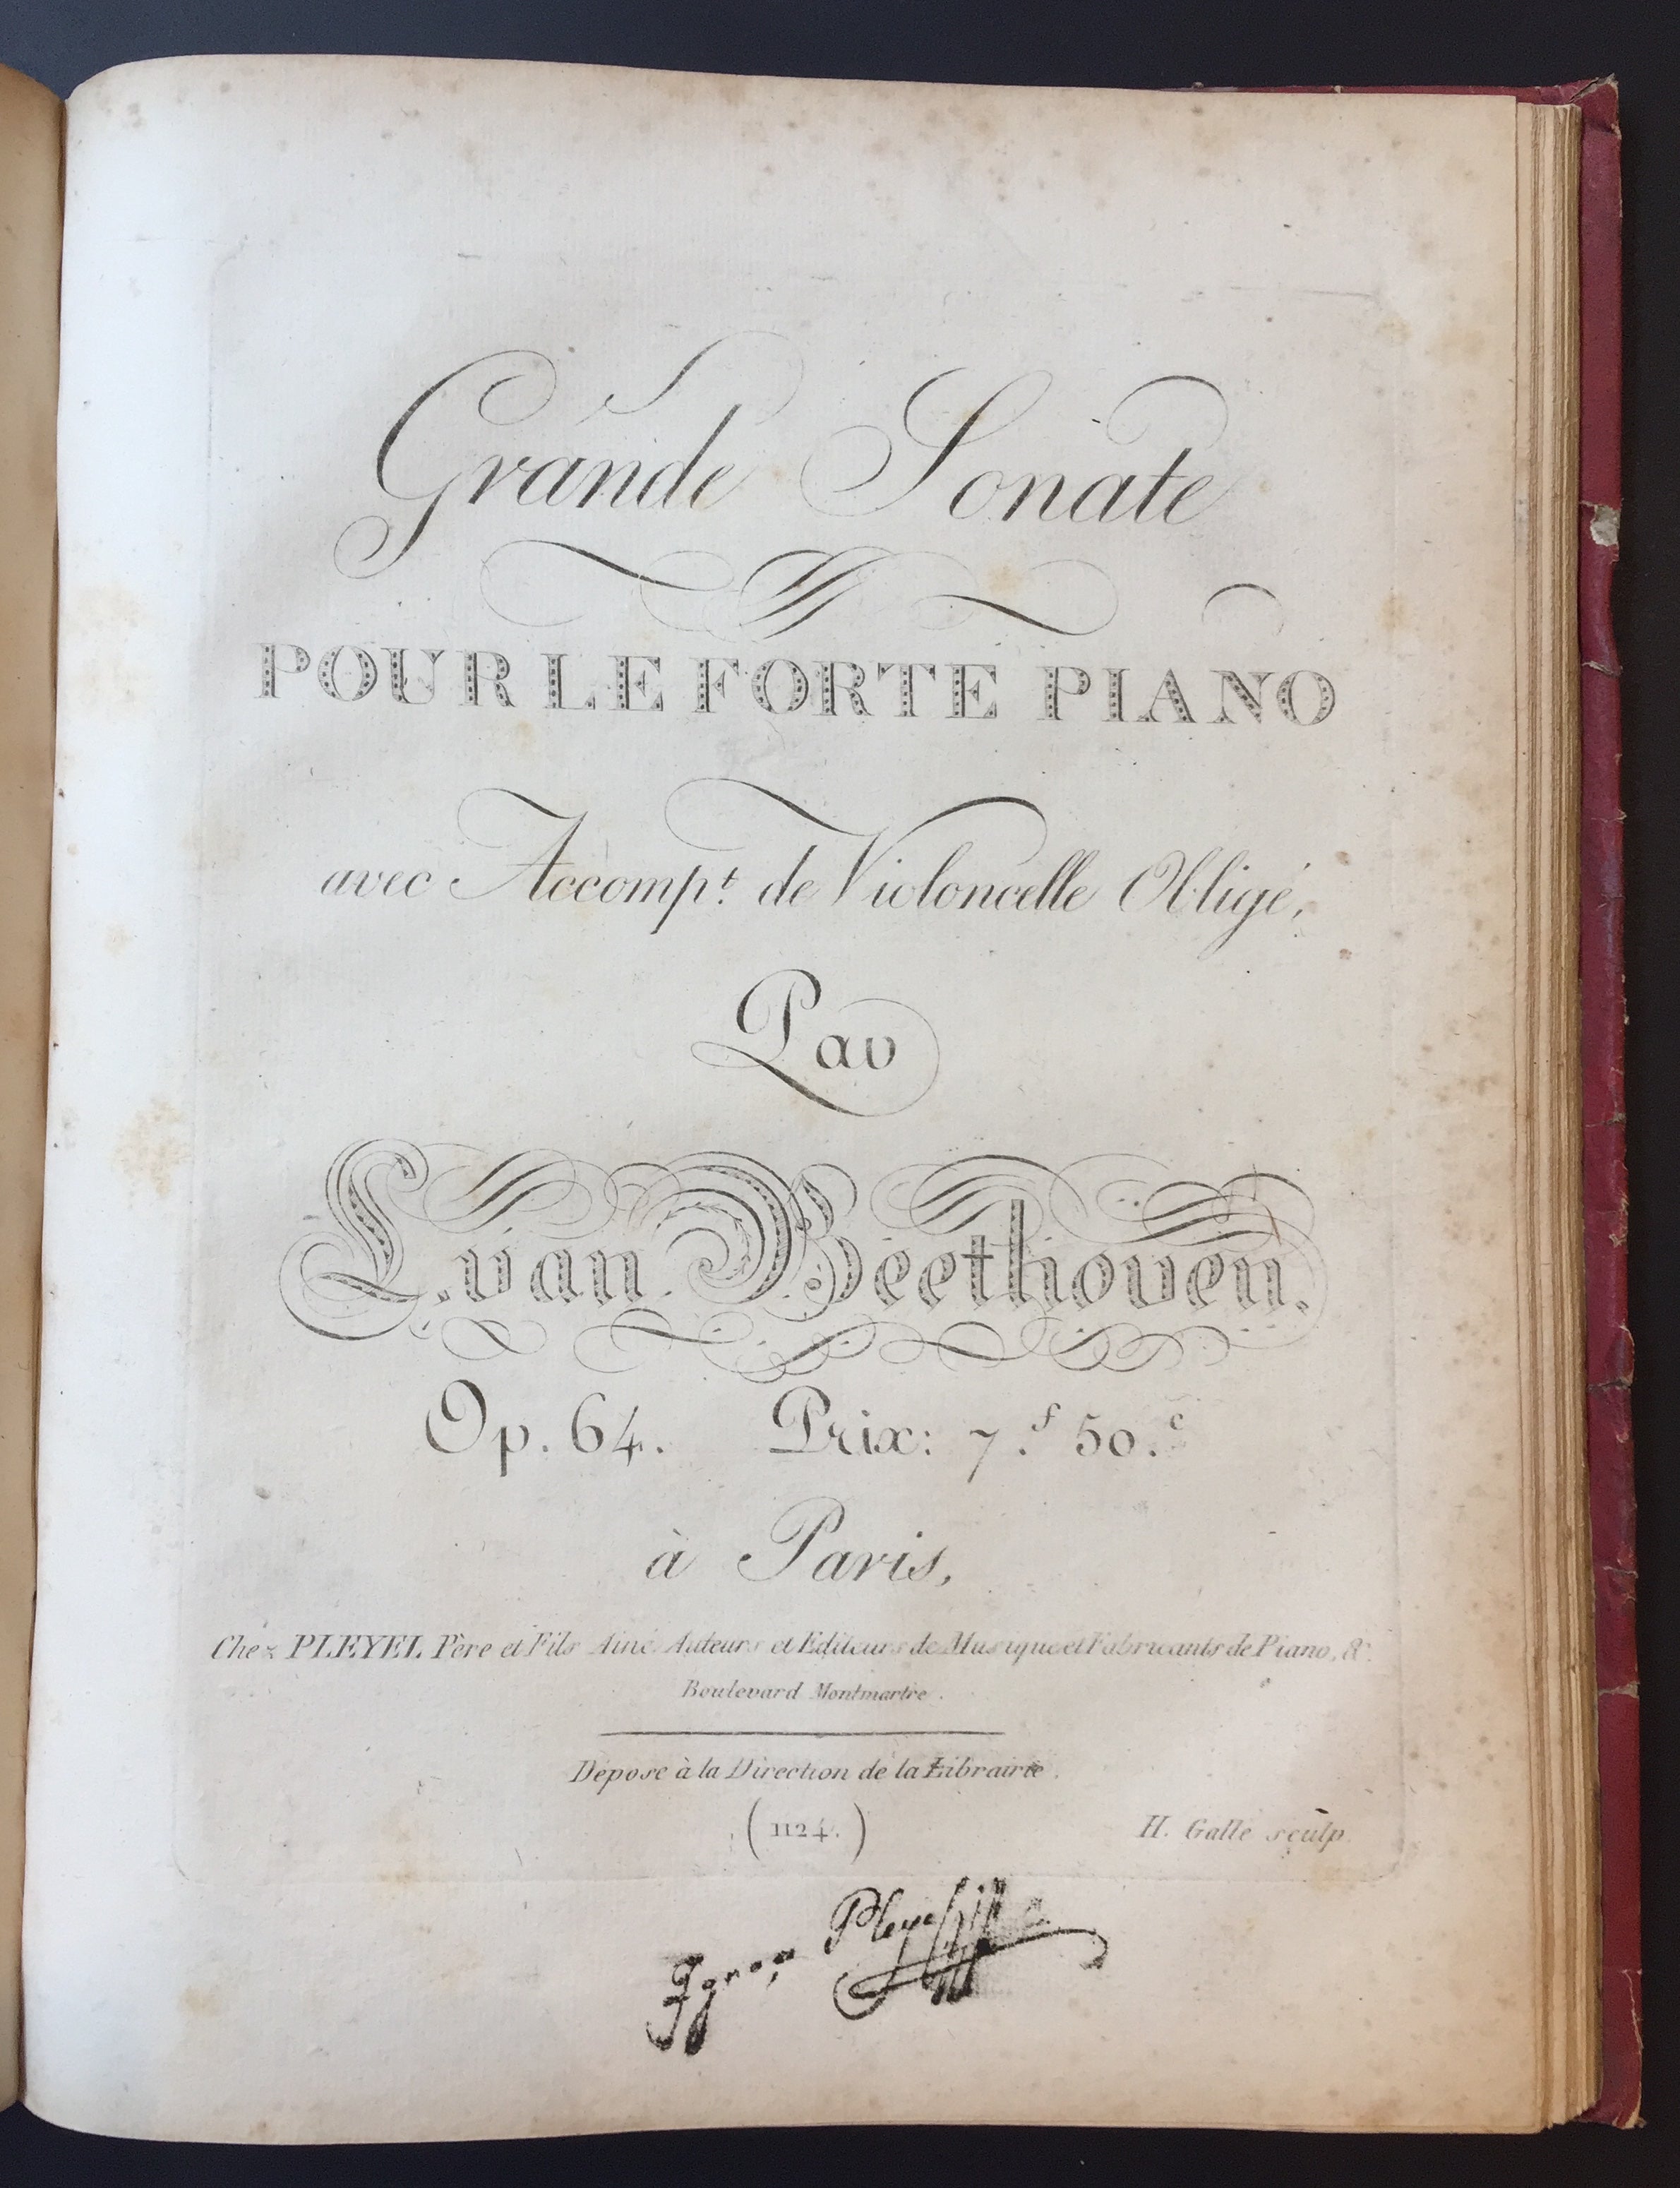 Grande Sonate
POUR LE FORTE PIANO
avec Accompt. de Violoncelle Obligé,
Par
L. van Beethoven.
Op. 64. Prix: 7.f 50.c
à Paris,
Chez PLEYEL Père et Fils Ainé. Auteurs et Editeurs de Musique et Fabricants de Piano, &c.
Boulevard Montmartre.
Déposé à la Direction de la Librairie.
(1124.)
H. Gallé sculp.
Ignace Pleyel